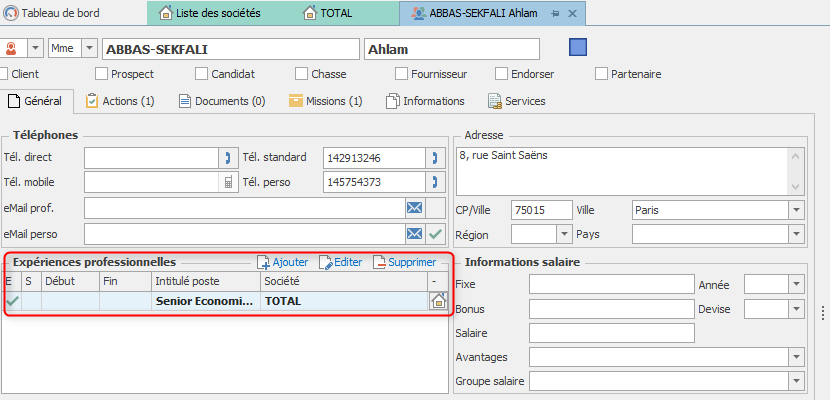 Tableau de bord Liste des sociétés TOTAL ABBAS-SEKFALI Ahlam
Mme ABBAS-SEKFALI Ahlam
Client Prospect Candidat Chasse Fournisseur Endorser Partenaire
Général Actions (1) Documents (0) Missions (1) Informations Services
Téléphones
Tél. direct Tél. standard 142913246
Tél. mobile Tél. perso 145754373
eMail prof.
eMail perso
Adresse
8, rue Saint Saëns
CP/Ville 75015 Ville Paris
Région Pays
Expériences professionnelles Ajouter Editer Supprimer
E S Début Fin Intitulé poste Société -
Senior Economi... TOTAL
Informations salaire
Fixe Année
Bonus Devise
Salaire
Avantages
Groupe salaire